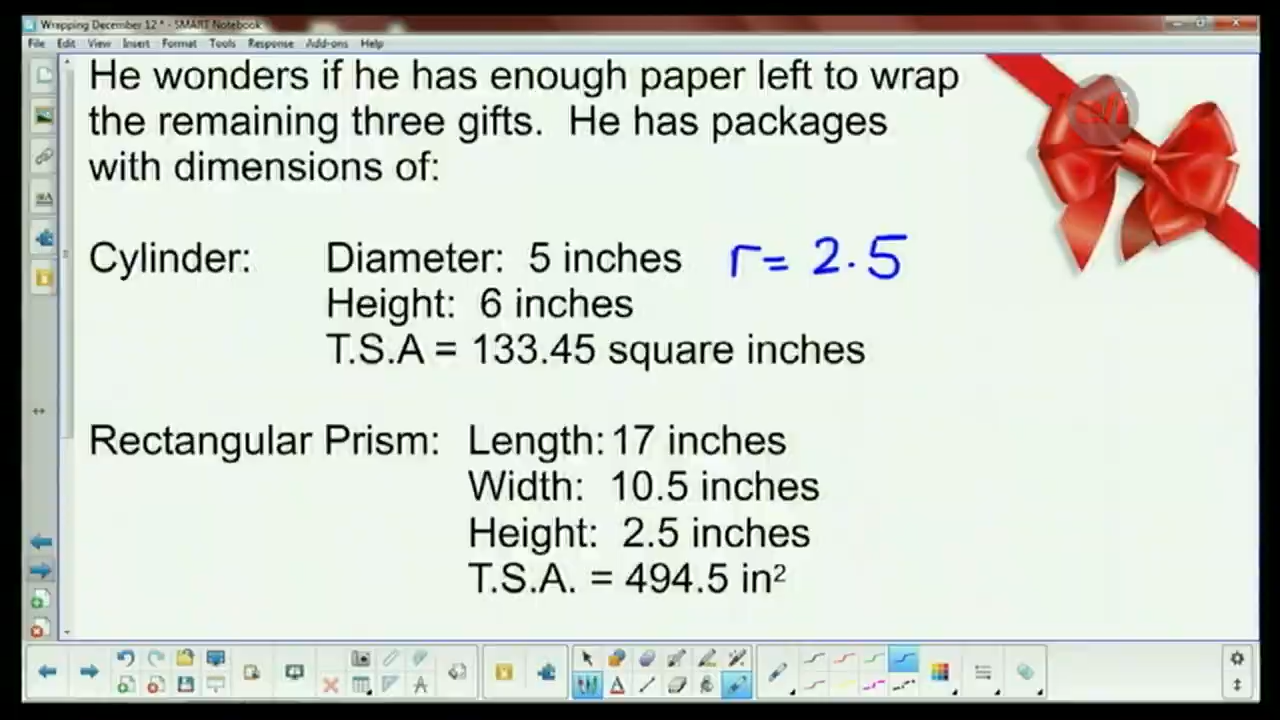 Wrapping December 12 * - SMART Notebook
File Edit View Insert Format Tools Response Add-ons Help
He wonders if he has enough paper left to wrap
the remaining three gifts. He has packages
with dimensions of:
Cylinder: Diameter: 5 inches r = 2.5
Height: 6 inches
T.S.A = 133.45 square inches
Rectangular Prism: Length: 17 inches
Width: 10.5 inches
Height: 2.5 inches
T.S.A. = 494.5 in²